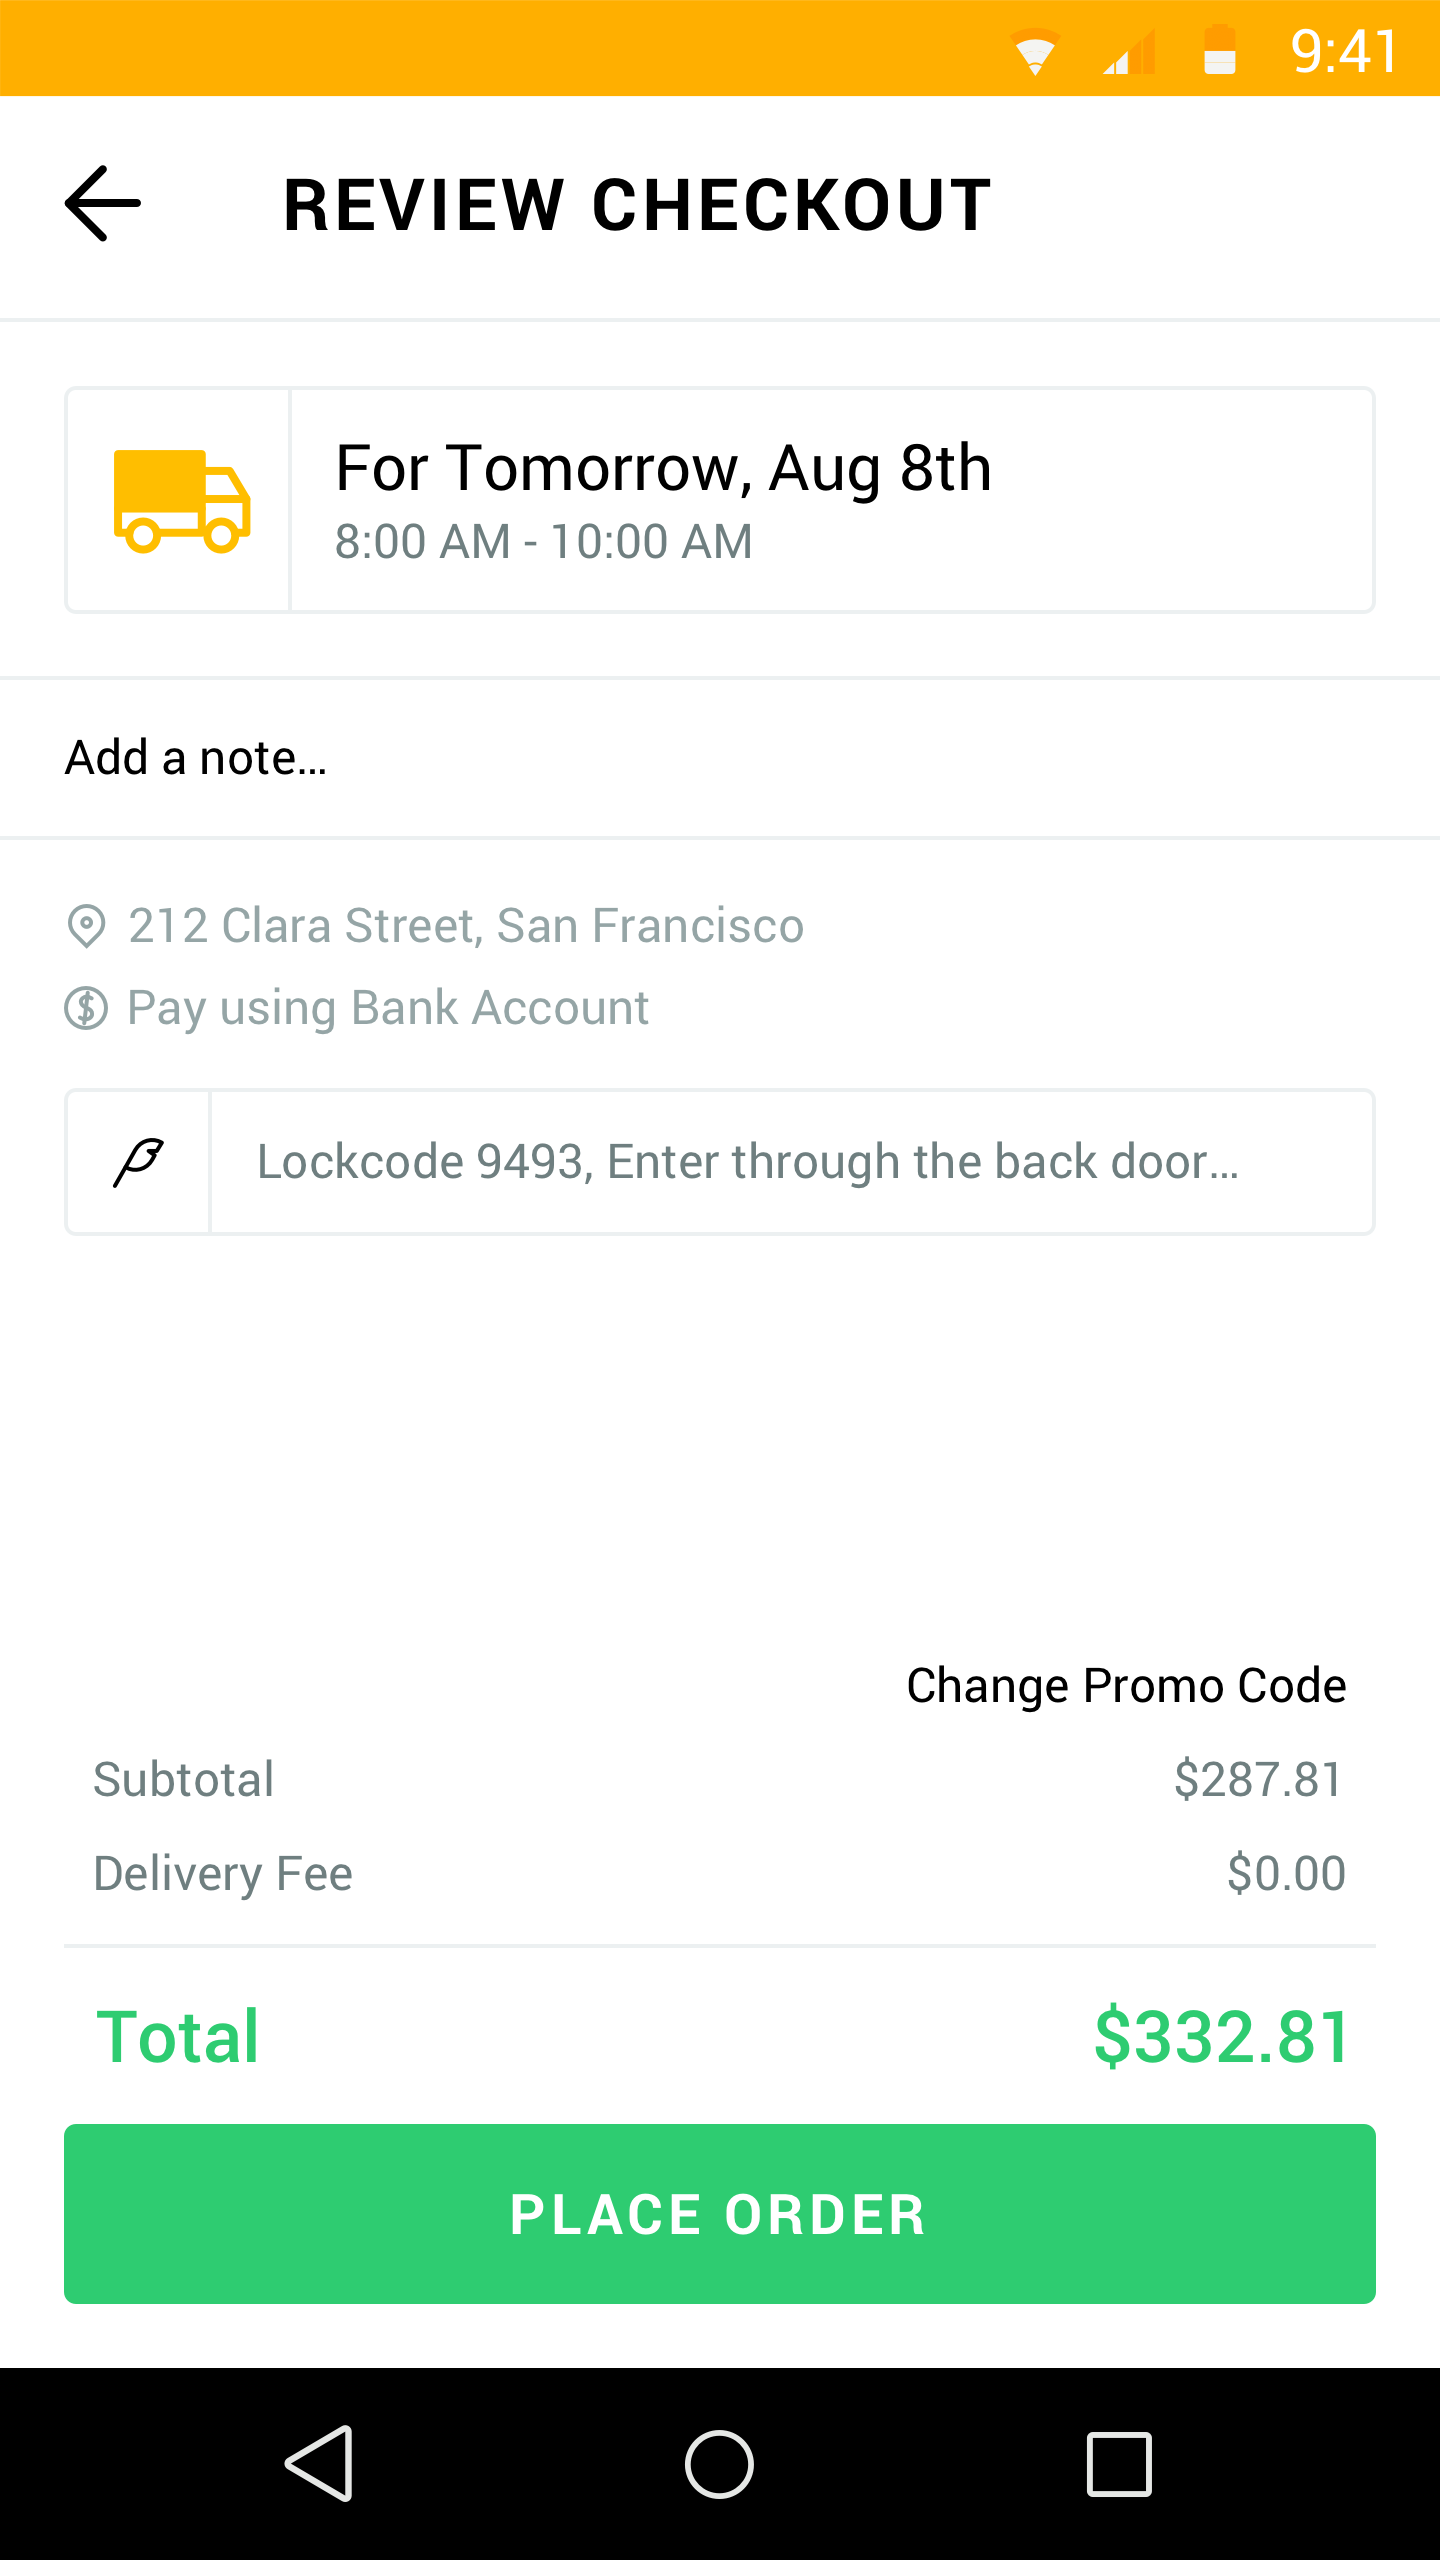 9:41
REVIEW CHECKOUT
For Tomorrow, Aug 8th
8:00 AM - 10:00 AM
Add a note...
212 Clara Street, San Francisco
Pay using Bank Account
Lockcode 9493, Enter through the back door...
Change Promo Code
Subtotal $287.81
Delivery Fee $0.00
Total $332.81
PLACE ORDER